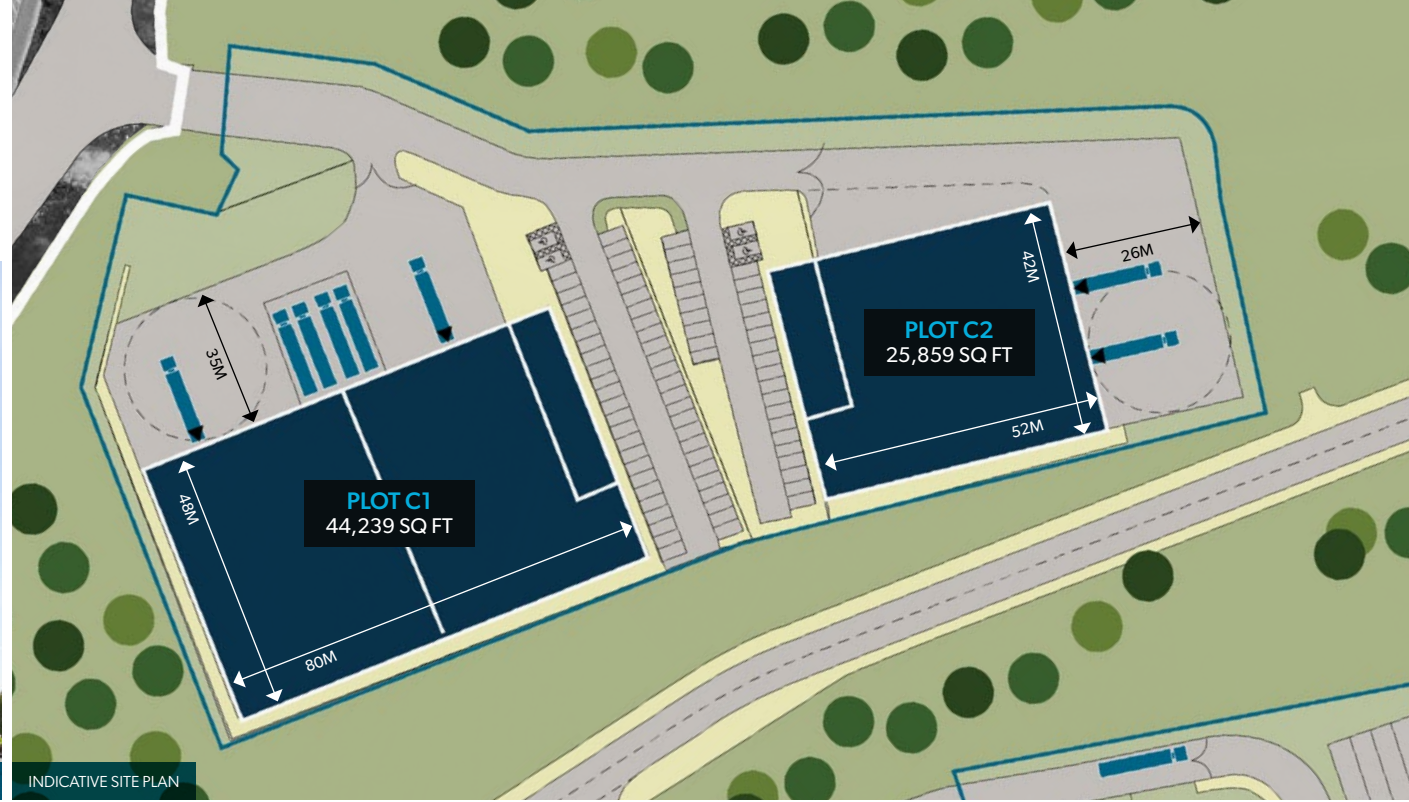 35M
48M
PLOT C1
44,239 SQ FT
80M
PLOT C2
25,859 SQ FT
42M
52M
26M
INDICATIVE SITE PLAN